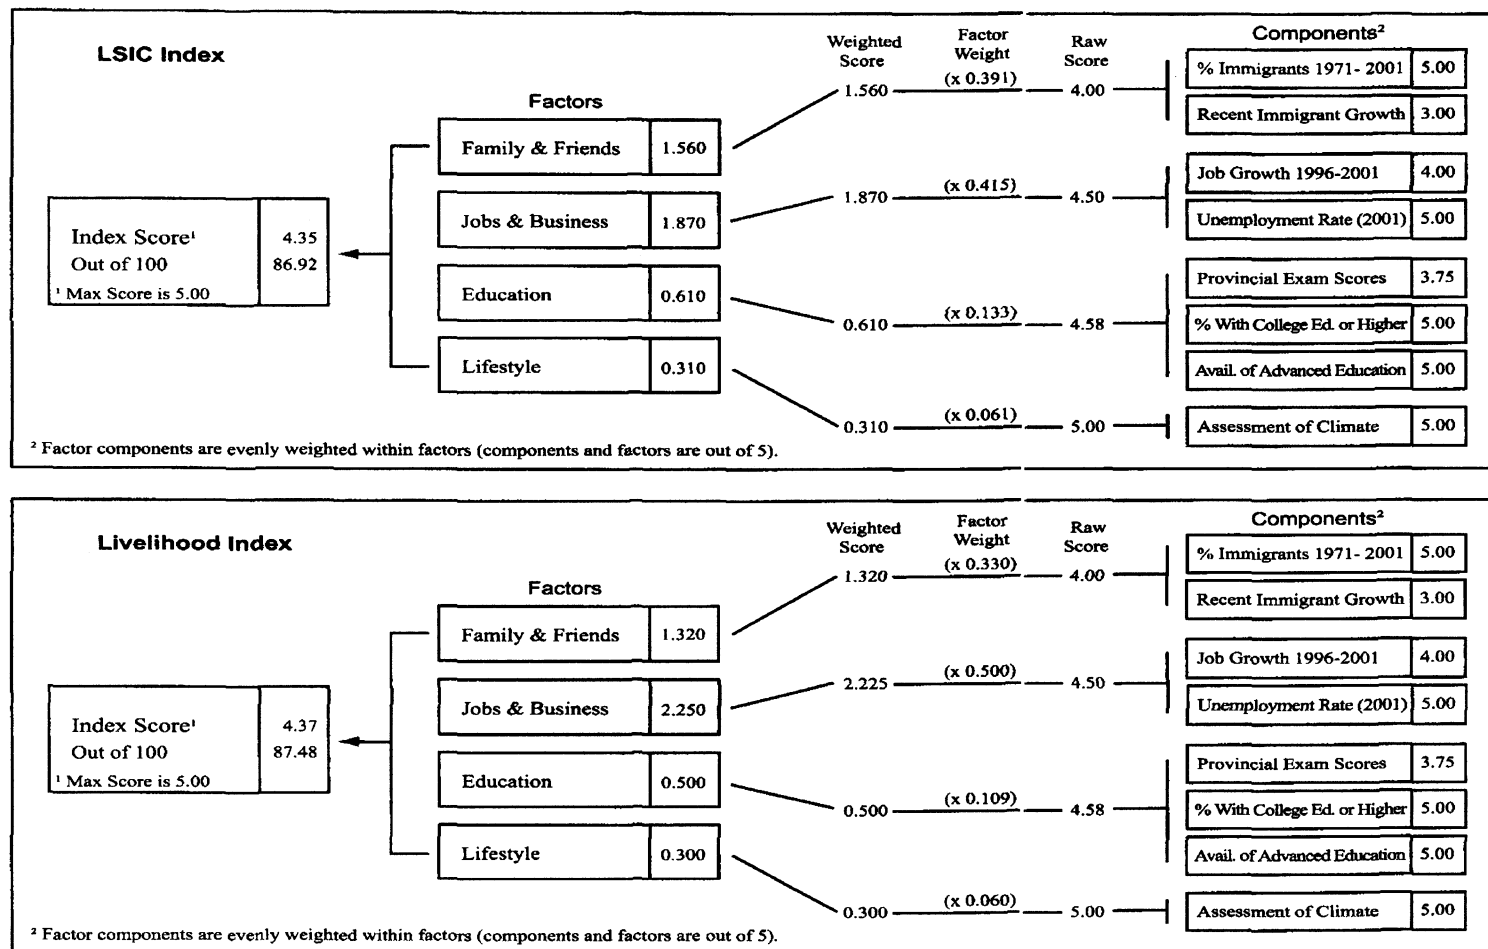 LSIC Index
Weighted Score
Factor Weight
Raw Score
Components²
Factors
Family & Friends 1.560
1.560 (x 0.391) 4.00
% Immigrants 1971- 2001 5.00
Recent Immigrant Growth 3.00
Jobs & Business 1.870
1.870 (x 0.415) 4.50
Job Growth 1996-2001 4.00
Unemployment Rate (2001) 5.00
Index Score¹ 4.35
Out of 100 86.92
¹ Max Score is 5.00
Education 0.610
0.610 (x 0.133) 4.58
Provincial Exam Scores 3.75
% With College Ed. or Higher 5.00
Avail. of Advanced Education 5.00
Lifestyle 0.310
0.310 (x 0.061) 5.00
Assessment of Climate 5.00
² Factor components are evenly weighted within factors (components and factors are out of 5).
Livelihood Index
Weighted Score
Factor Weight
Raw Score
Components²
Factors
Family & Friends 1.320
1.320 (x 0.330) 4.00
% Immigrants 1971- 2001 5.00
Recent Immigrant Growth 3.00
Jobs & Business 2.250
2.225 (x 0.500) 4.50
Job Growth 1996-2001 4.00
Unemployment Rate (2001) 5.00
Index Score¹ 4.37
Out of 100 87.48
¹ Max Score is 5.00
Education 0.500
0.500 (x 0.109) 4.58
Provincial Exam Scores 3.75
% With College Ed. or Higher 5.00
Avail. of Advanced Education 5.00
Lifestyle 0.300
0.300 (x 0.060) 5.00
Assessment of Climate 5.00
² Factor components are evenly weighted within factors (components and factors are out of 5).